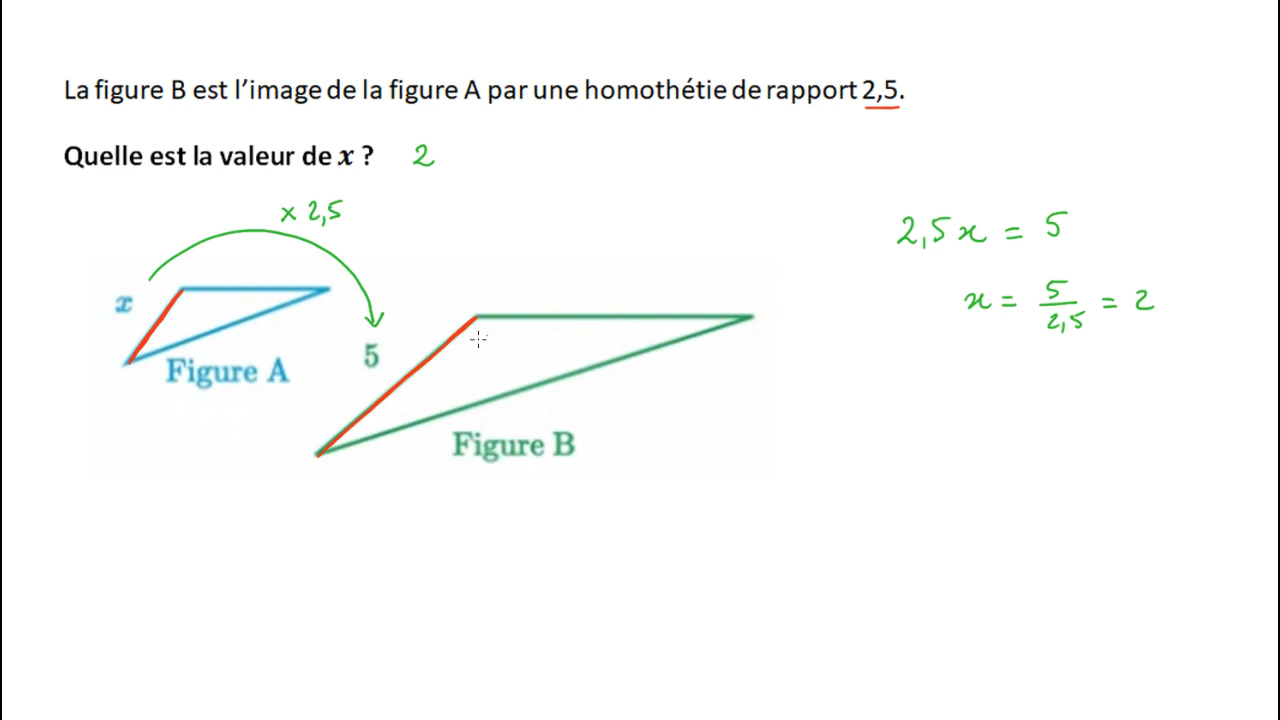 La figure B est l’image de la figure A par une homothétie de rapport 2,5.
Quelle est la valeur de x ? 2
× 2,5
2,5x = 5
x = 5/2,5 = 2
x
5
Figure A
Figure B